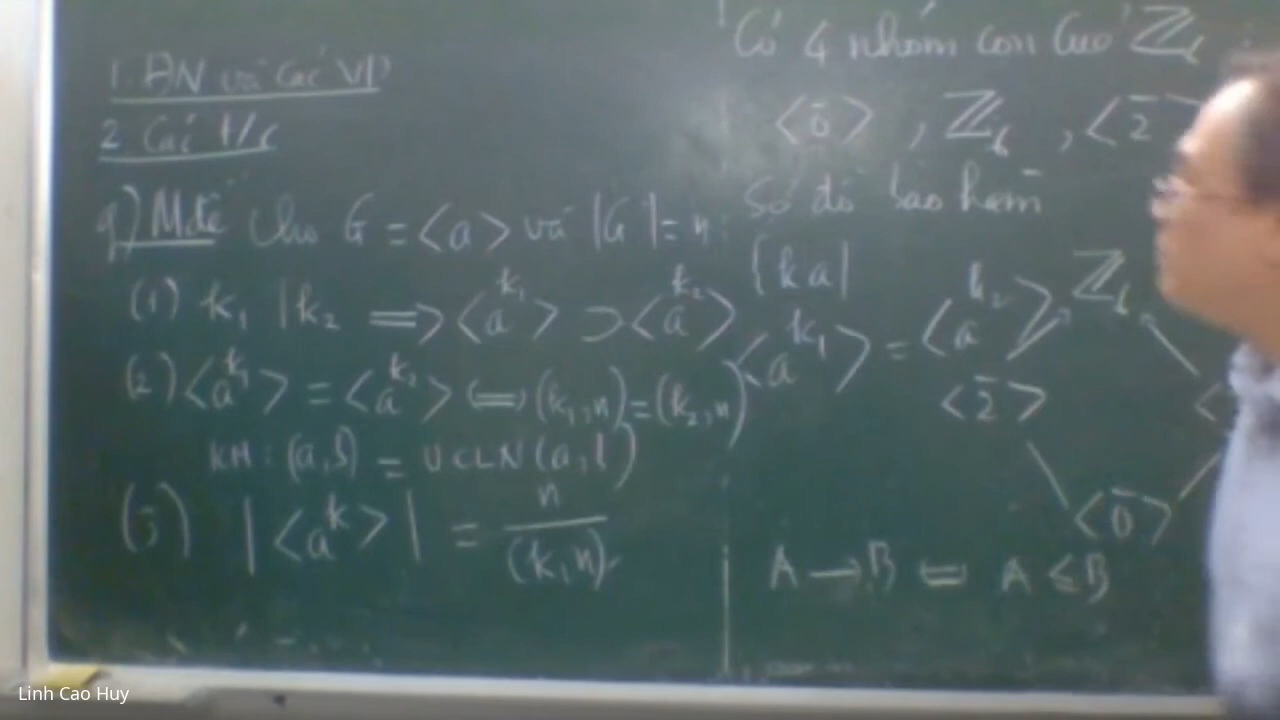 1. ĐN và các VD
2. Các t/c
a) Mđề Cho G = <a> và |G| = n
(1) k₁ | k₂ ⟹ <a^k₁> ⊃ <a^k₂>
(2) <a^k₁> = <a^k₂> ⟺ (k₁, n) = (k₂, n)
KH: (a, l) = UCLN(a, l)
(3) |<a^k>| = n / (k, n)
Có 4 nhóm con của ℤ₆ :
<0̄> , ℤ₆ , <2̄>
Sơ đồ bao hàm
{ka}
<a^k₁> = <a^k₂>
ℤ₆
<2̄> <
<0̄>
A → B ⟺ A ≤ B
Linh Cao Huy